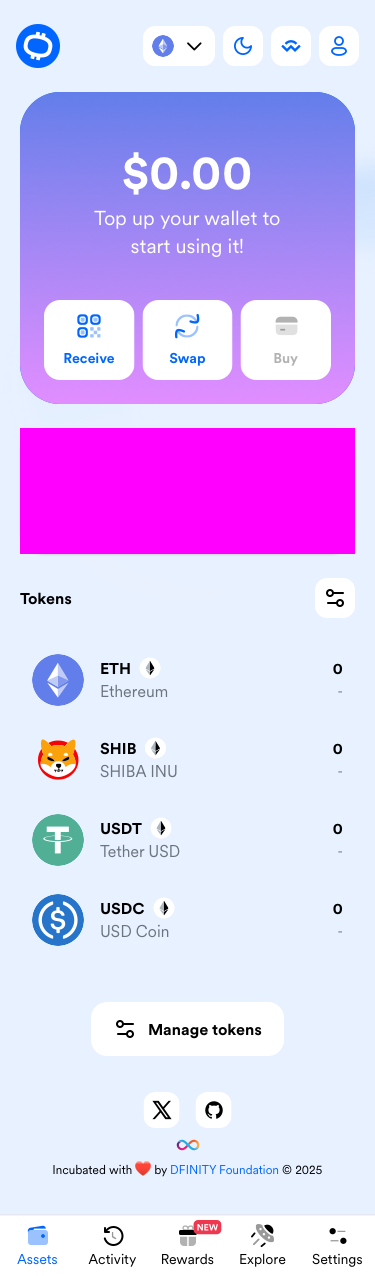 $0.00
Top up your wallet to
start using it!
Receive
Swap
Buy
Tokens
ETH
0
Ethereum
-
SHIB
0
SHIBA INU
-
USDT
0
Tether USD
-
USDC
0
USD Coin
-
Manage tokens
Incubated with ❤️ by DFINITY Foundation © 2025
NEW
Assets
Activity
Rewards
Explore
Settings